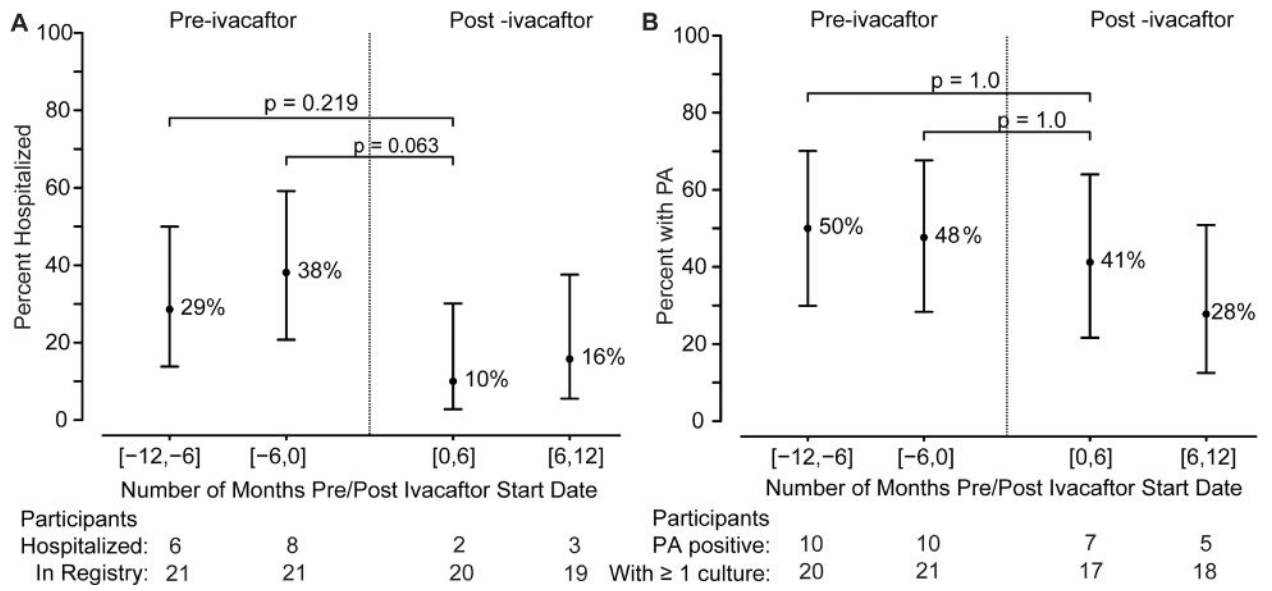 A Pre-ivacaftor Post -ivacaftor
100
80
60
40
20
0
Percent Hospitalized
p = 0.219
p = 0.063
29%
38%
10%
16%
[−12,−6] [−6,0] [0,6] [6,12]
Number of Months Pre/Post Ivacaftor Start Date
Participants
Hospitalized: 6 8 2 3
In Registry: 21 21 20 19
B Pre-ivacaftor Post -ivacaftor
100
80
60
40
20
0
Percent with PA
p = 1.0
p = 1.0
50%
48%
41%
28%
[−12,−6] [−6,0] [0,6] [6,12]
Number of Months Pre/Post Ivacaftor Start Date
Participants
PA positive: 10 10 7 5
With ≥ 1 culture: 20 21 17 18